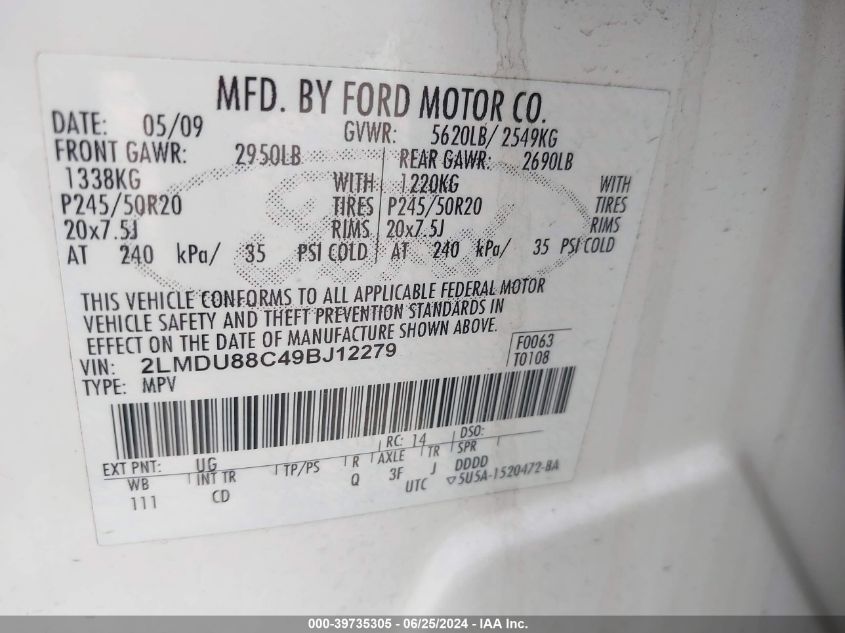 MFD. BY FORD MOTOR CO.
DATE: 05/09 GVWR: 5620LB/ 2549KG
FRONT GAWR: 2950LB REAR GAWR: 2690LB
1338KG WITH 1220KG WITH
P245/50R20 TIRES P245/50R20 TIRES
20x7.5J RIMS 20x7.5J RIMS
AT 240 kPa/ 35 PSI COLD AT 240 kPa/ 35 PSI COLD
THIS VEHICLE CONFORMS TO ALL APPLICABLE FEDERAL MOTOR
VEHICLE SAFETY AND THEFT PREVENTION STANDARDS IN
EFFECT ON THE DATE OF MANUFACTURE SHOWN ABOVE.
VIN: 2LMDU88C49BJ12279 F0063
TYPE: MPV T0108
EXT PNT: UG RC: 14 DSO:
WB INT TR TP/PS R AXLE TR SPR
111 CD Q 3F J DDDD
UTC ▽5U5A-1520472-BA
000-39735305 - 06/25/2024 - IAA Inc.